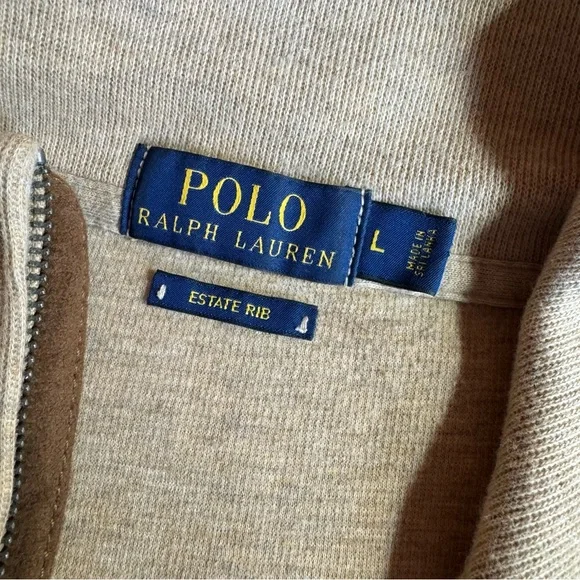 POLO
RALPH LAUREN
L
MADE IN
SRI LANKA
ESTATE RIB